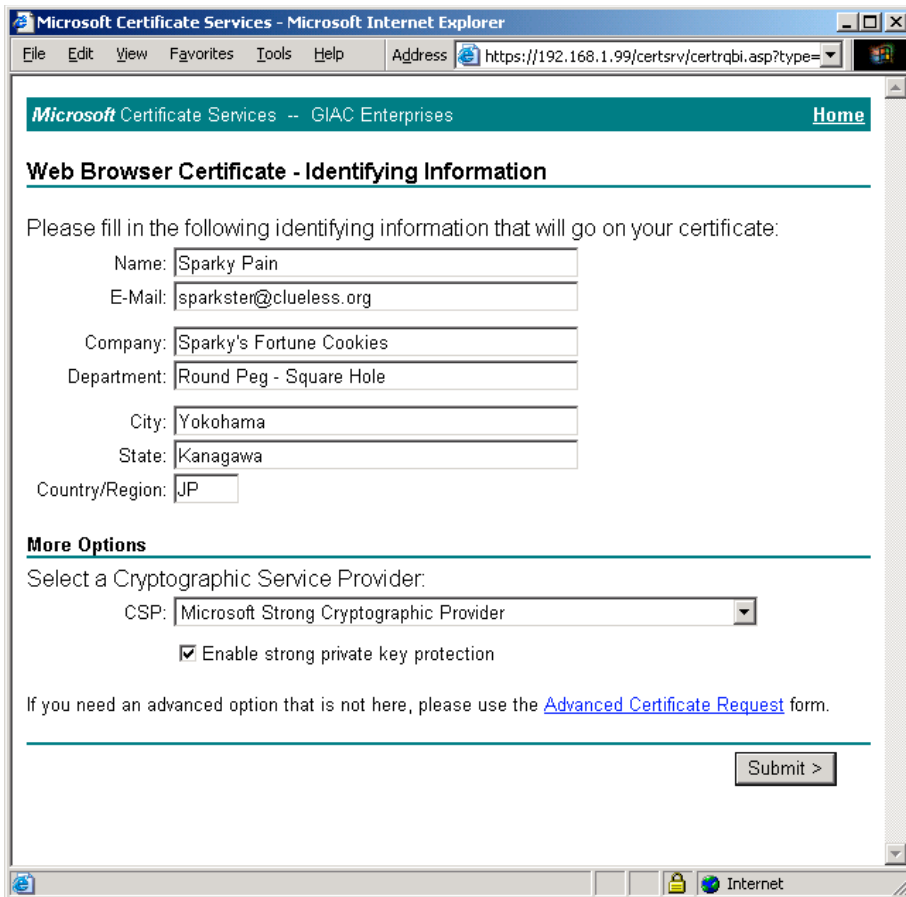 Microsoft Certificate Services - Microsoft Internet Explorer
File Edit View Favorites Tools Help Address https://192.168.1.99/certsrv/certrqbi.asp?type=
Microsoft Certificate Services -- GIAC Enterprises Home
Web Browser Certificate - Identifying Information
Please fill in the following identifying information that will go on your certificate:
Name: Sparky Pain
E-Mail: sparkster@clueless.org
Company: Sparky's Fortune Cookies
Department: Round Peg - Square Hole
City: Yokohama
State: Kanagawa
Country/Region: JP
More Options
Select a Cryptographic Service Provider:
CSP: Microsoft Strong Cryptographic Provider
Enable strong private key protection
If you need an advanced option that is not here, please use the Advanced Certificate Request form.
Submit >
Internet